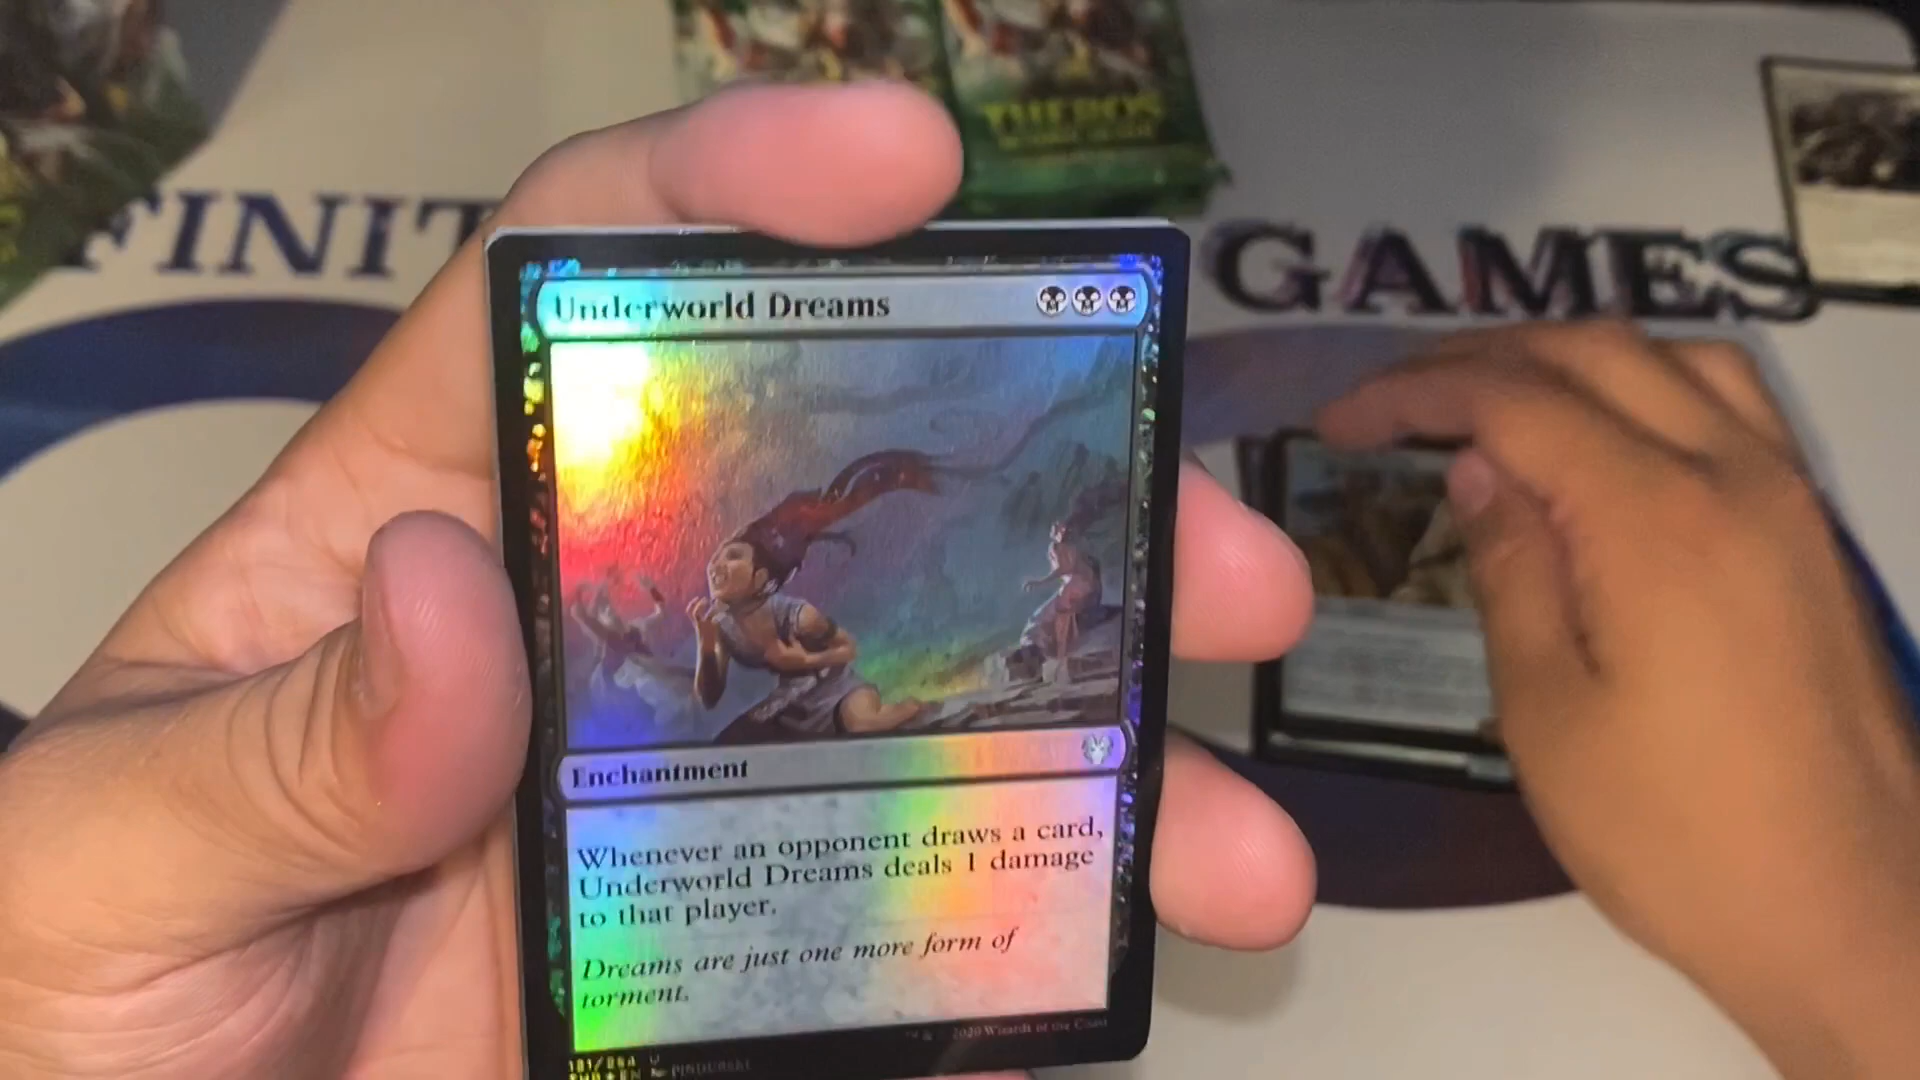 THEROS
FINIT
GAMES
Underworld Dreams
Enchantment
Whenever an opponent draws a card,
Underworld Dreams deals 1 damage
to that player.
Dreams are just one more form of
torment.
2020 Wizards of the Coast
U